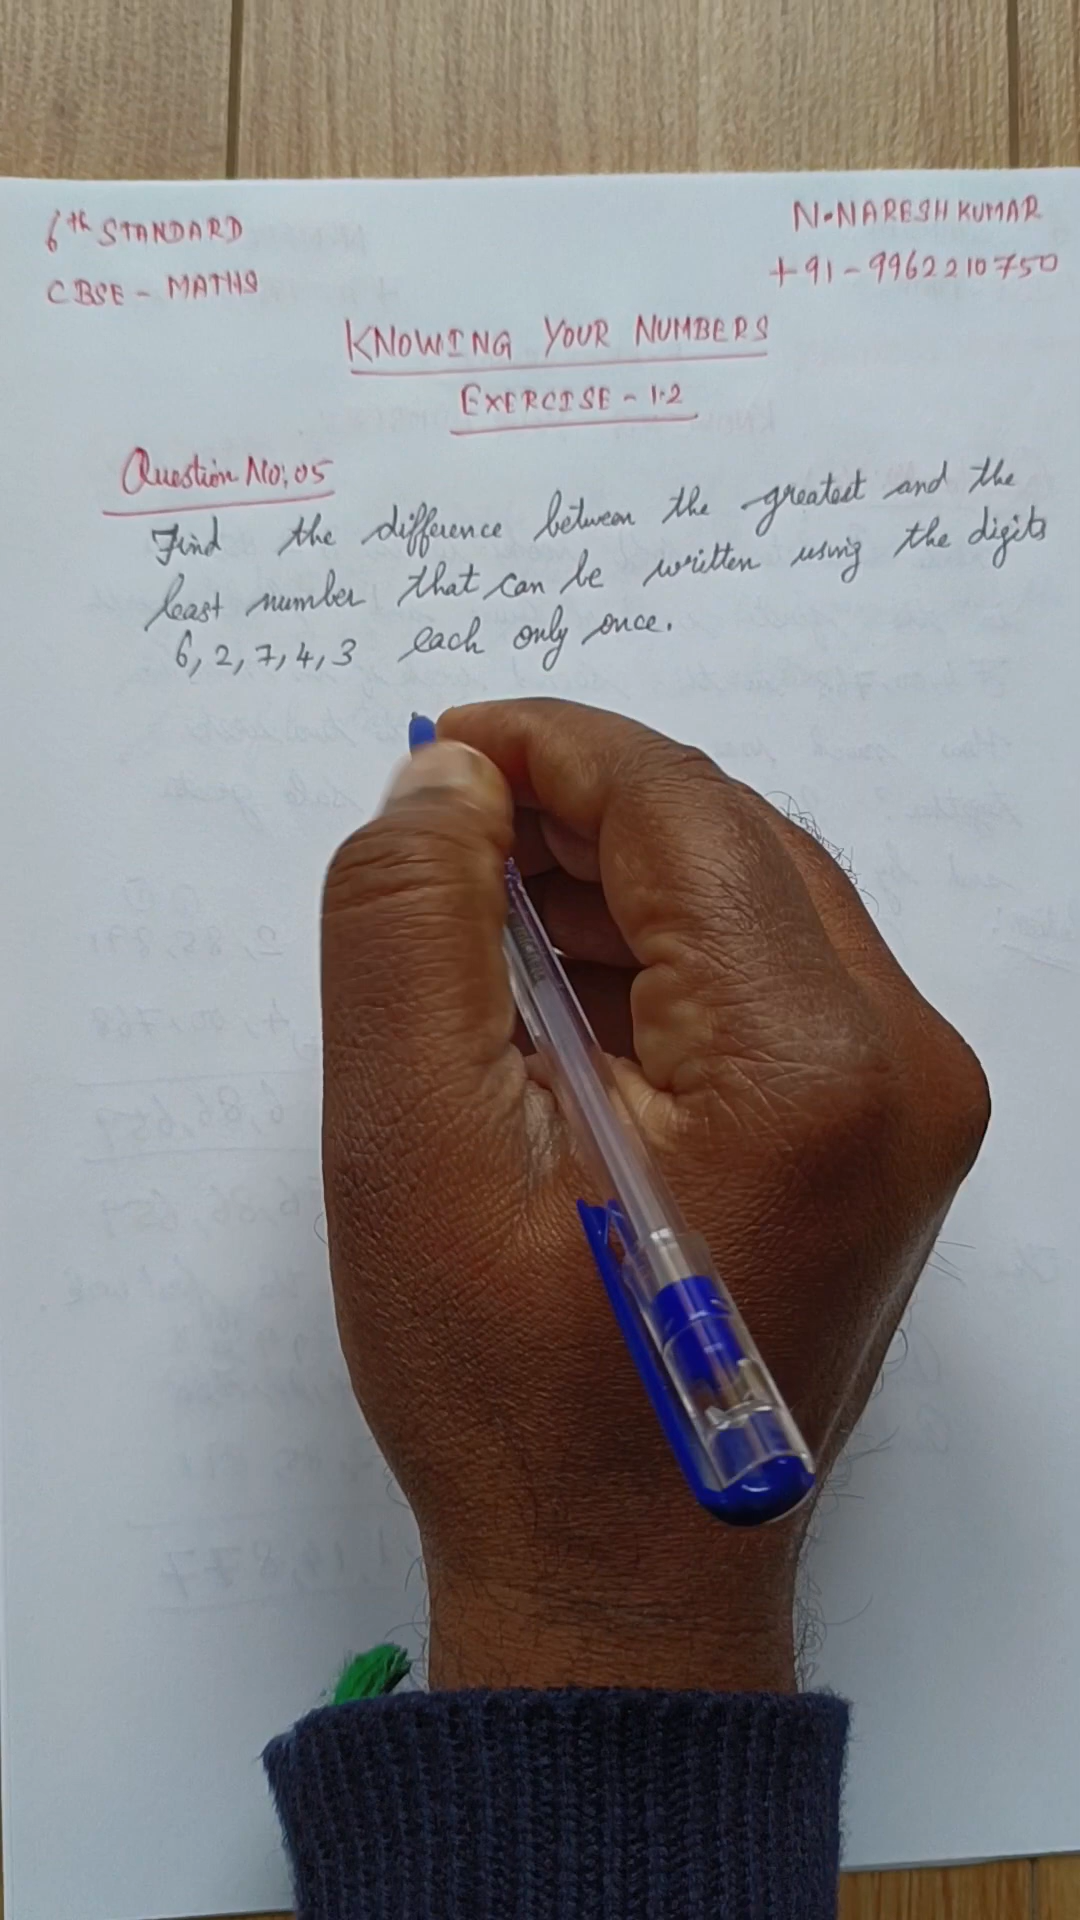 6th STANDARD
CBSE - MATHS
N.NARESH KUMAR
+91-9962210750
KNOWING YOUR NUMBERS
EXERCISE - 1.2
Question No: 05
Find the difference between the greatest and the
least number that can be written using the digits
6, 2, 7, 4, 3 each only once.